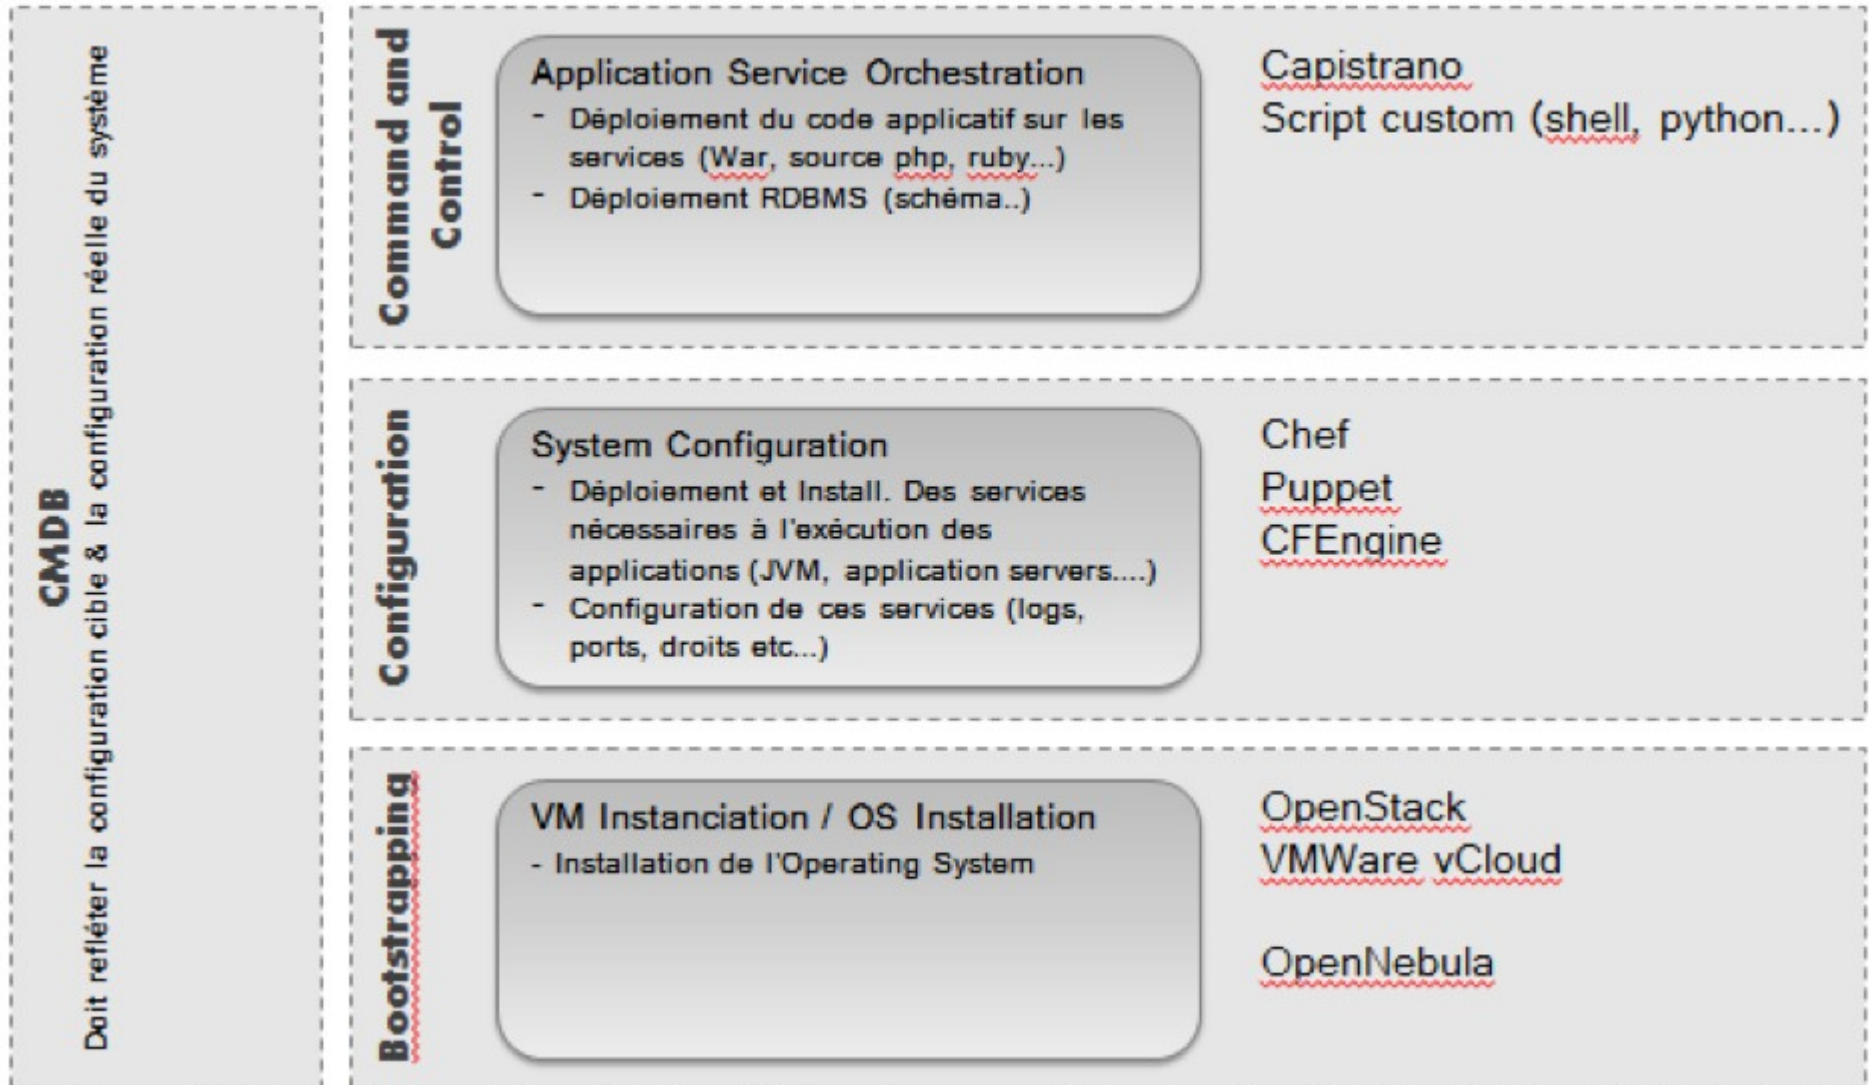 CMDB
Doit refléter la configuration cible & la configuration réelle du système
Command and
Control
Application Service Orchestration
- Déploiement du code applicatif sur les
services (War, source php, ruby...)
- Déploiement RDBMS (schéma..)
Capistrano
Script custom (shell, python...)
Configuration
System Configuration
- Déploiement et Install. Des services
nécessaires à l'exécution des
applications (JVM, application servers....)
- Configuration de ces services (logs,
ports, droits etc...)
Chef
Puppet
CFEngine
Bootstrapping
VM Instanciation / OS Installation
- Installation de l'Operating System
OpenStack
VMWare vCloud
OpenNebula